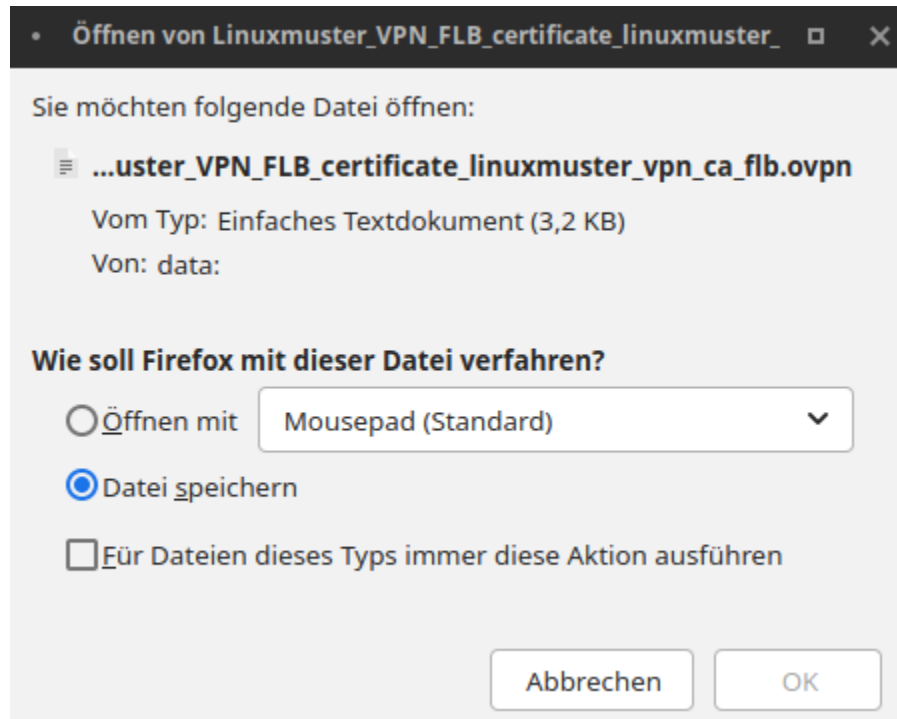 Öffnen von Linuxmuster_VPN_FLB_certificate_linuxmuster_
Sie möchten folgende Datei öffnen:
...uster_VPN_FLB_certificate_linuxmuster_vpn_ca_flb.ovpn
Vom Typ: Einfaches Textdokument (3,2 KB)
Von: data:
Wie soll Firefox mit dieser Datei verfahren?
Öffnen mit Mousepad (Standard)
Datei speichern
Für Dateien dieses Typs immer diese Aktion ausführen
Abbrechen OK